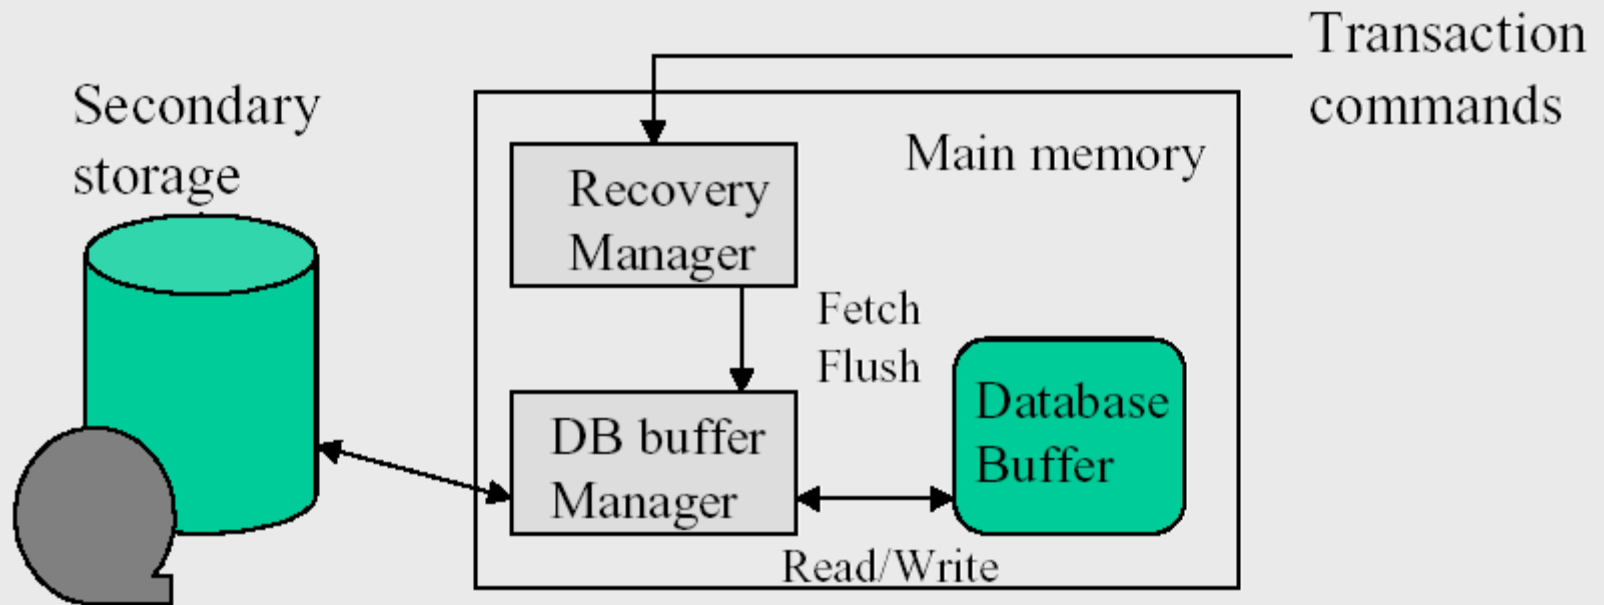 Transaction
commands
Secondary
storage
Main memory
Recovery
Manager
Fetch
Flush
Database
Buffer
DB buffer
Manager
Read/Write